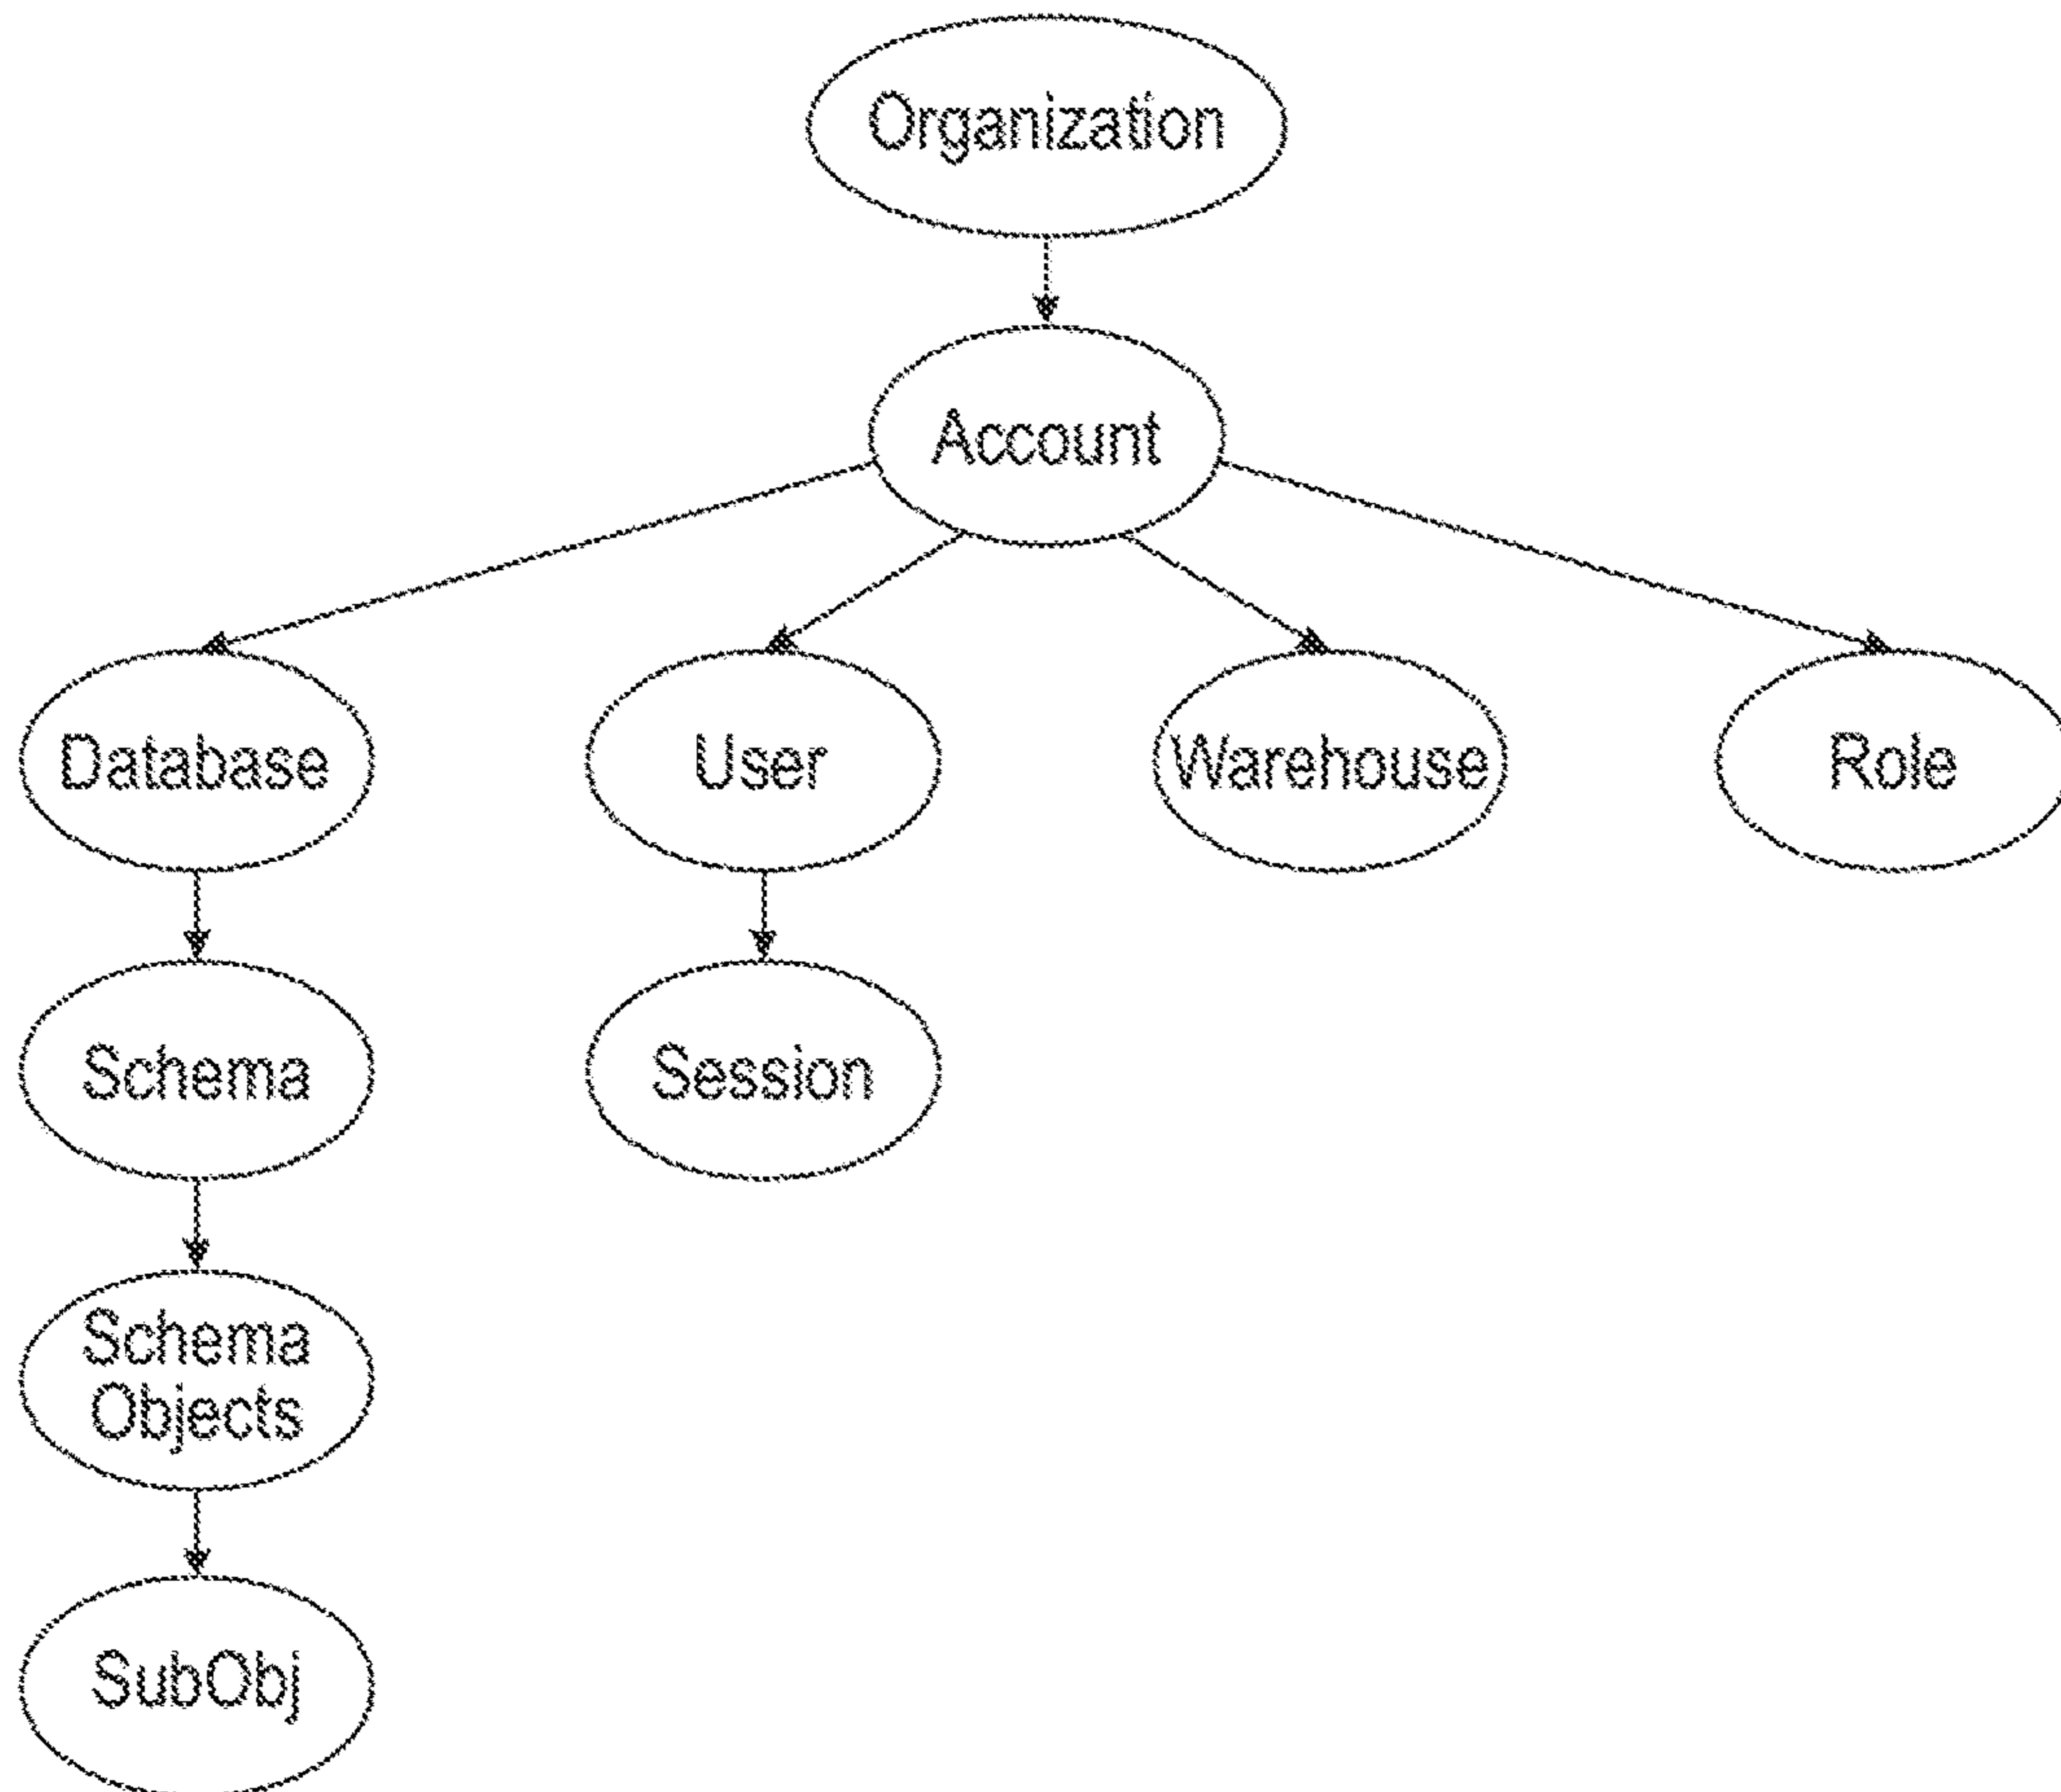 Organization
Account
Database
User
Warehouse
Role
Schema
Session
Schema
Objects
SubObj